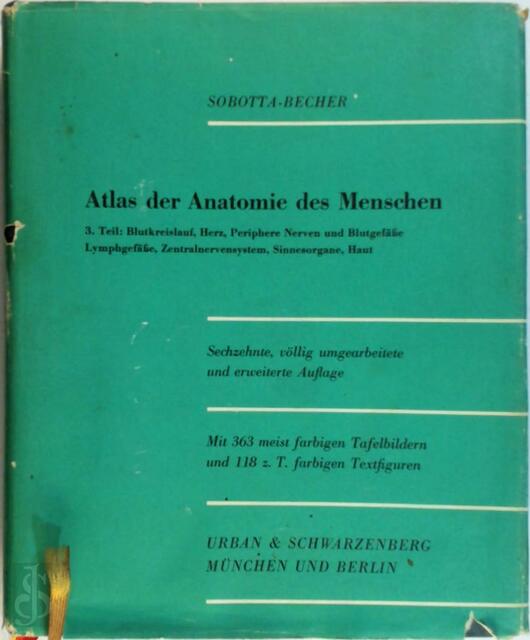 SOBOTTA-BECHER
Atlas der Anatomie des Menschen
3. Teil: Blutkreislauf, Herz, Periphere Nerven und Blutgefäße
Lymphgefäße, Zentralnervensystem, Sinnesorgane, Haut
Sechzehnte, völlig umgearbeitete
und erweiterte Auflage
Mit 363 meist farbigen Tafelbildern
und 118 z. T. farbigen Textfiguren
URBAN & SCHWARZENBERG
MÜNCHEN UND BERLIN